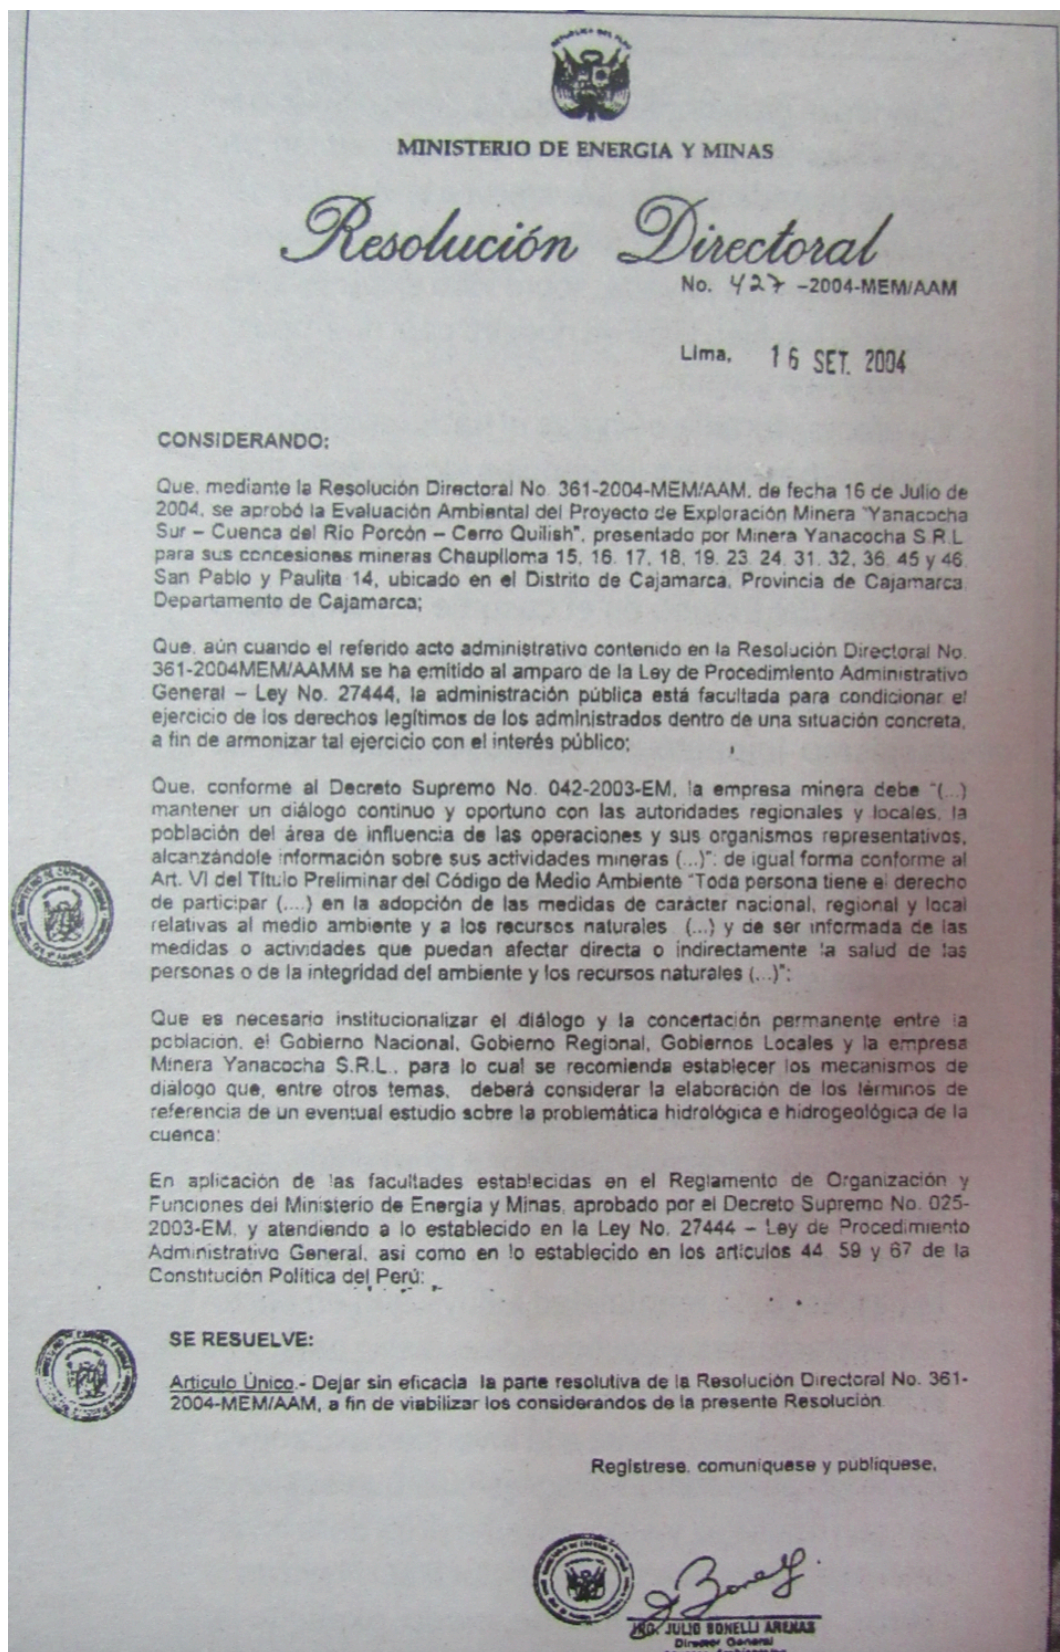 REPUBLICA DEL PERU
MINISTERIO DE ENERGIA Y MINAS
Resolución Directoral
No. 427 -2004-MEM/AAM
Lima, 16 SET. 2004
CONSIDERANDO:
Que, mediante la Resolución Directoral No. 361-2004-MEM/AAM, de fecha 16 de Julio de
2004, se aprobó la Evaluación Ambiental del Proyecto de Exploración Minera "Yanacocha
Sur – Cuenca del Río Porcón – Cerro Quilish", presentado por Minera Yanacocha S.R.L
para sus concesiones mineras Chaupiloma 15, 16, 17, 18, 19, 23, 24, 31, 32, 36, 45 y 46,
San Pablo y Paulita 14, ubicado en el Distrito de Cajamarca, Provincia de Cajamarca,
Departamento de Cajamarca;
Que, aún cuando el referido acto administrativo contenido en la Resolución Directoral No.
361-2004MEM/AAMM se ha emitido al amparo de la Ley de Procedimiento Administrativo
General – Ley No. 27444, la administración pública está facultada para condicionar el
ejercicio de los derechos legítimos de los administrados dentro de una situación concreta,
a fin de armonizar tal ejercicio con el interés público;
Que, conforme al Decreto Supremo No. 042-2003-EM, la empresa minera debe "(...)
mantener un diálogo continuo y oportuno con las autoridades regionales y locales, la
población del área de influencia de las operaciones y sus organismos representativos,
alcanzándole información sobre sus actividades mineras (...)"; de igual forma conforme al
Art. VI del Título Preliminar del Código de Medio Ambiente "Toda persona tiene el derecho
de participar (....) en la adopción de las medidas de carácter nacional, regional y local
relativas al medio ambiente y a los recursos naturales (...) y de ser informada de las
medidas o actividades que puedan afectar directa o indirectamente la salud de las
personas o de la integridad del ambiente y los recursos naturales (...)";
Que es necesario institucionalizar el diálogo y la concertación permanente entre la
población, el Gobierno Nacional, Gobierno Regional, Gobiernos Locales y la empresa
Minera Yanacocha S.R.L., para lo cual se recomienda establecer los mecanismos de
diálogo que, entre otros temas, deberá considerar la elaboración de los términos de
referencia de un eventual estudio sobre la problemática hidrológica e hidrogeológica de la
cuenca;
En aplicación de las facultades establecidas en el Reglamento de Organización y
Funciones del Ministerio de Energía y Minas, aprobado por el Decreto Supremo No. 025-
2003-EM, y atendiendo a lo establecido en la Ley No. 27444 – Ley de Procedimiento
Administrativo General, así como en lo establecido en los artículos 44, 59 y 67 de la
Constitución Política del Perú;
SE RESUELVE:
Artículo Único.- Dejar sin eficacia la parte resolutiva de la Resolución Directoral No. 361-
2004-MEM/AAM, a fin de viabilizar los considerandos de la presente Resolución.
Regístrese, comuníquese y publíquese,
ING. JULIO BONELLI ARENAS
Director General